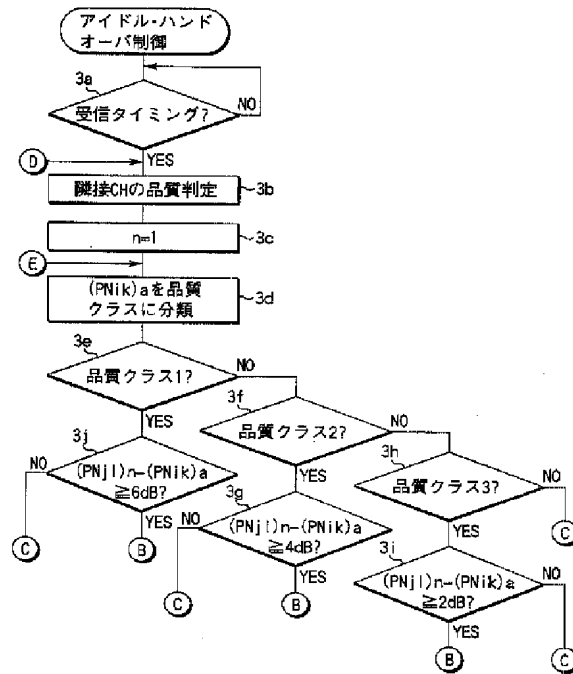 アイドル・ハンド
オーバ制御
3a
受信タイミング?
NO
YES
D
隣接CHの品質判定
3b
n=1
3c
E
(PNik)aを品質
クラスに分類
3d
3e
品質クラス1?
NO
YES
3f
品質クラス2?
NO
YES
3h
品質クラス3?
NO
YES
C
3j
(PNjl)n-(PNik)a
≧6dB?
NO
YES
C
B
3g
(PNjl)n-(PNik)a
≧4dB?
NO
YES
C
B
3i
(PNjl)n-(PNik)a
≧2dB?
NO
YES
B
C